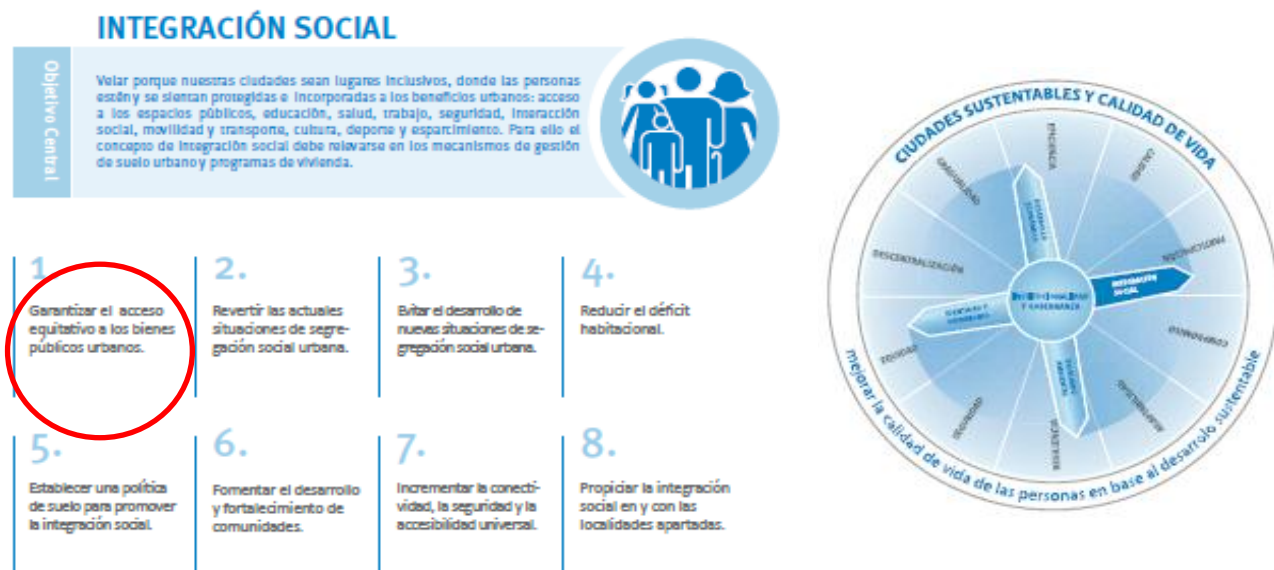 INTEGRACIÓN SOCIAL
Objetivo Central
Velar porque nuestras ciudades sean lugares inclusivos, donde las personas
estén y se sientan protegidas e incorporadas a los beneficios urbanos: acceso
a los espacios públicos, educación, salud, trabajo, seguridad, interacción
social, movilidad y transporte, cultura, deporte y esparcimiento. Para ello el
concepto de integración social debe relevarse en los mecanismos de gestión
de suelo urbano y programas de vivienda.
1
Garantizar el acceso
equitativo a los bienes
públicos urbanos.
2.
Revertir las actuales
situaciones de segre-
gación social urbana.
3.
Evitar el desarrollo de
nuevas situaciones de se-
gregación social urbana.
4.
Reducir el déficit
habitacional.
5.
Establecer una política
de suelo para promover
la integración social.
6.
Fomentar el desarrollo
y fortalecimiento de
comunidades.
7.
Incrementar la conecti-
vidad, la seguridad y la
accesibilidad universal.
8.
Propiciar la integración
social en y con las
localidades apartadas.
CIUDADES SUSTENTABLES Y CALIDAD DE VIDA
EFICIENCIA
CALIDAD
PARTICIPACIÓN
COMPROMISO
ADAPTABILIDAD
IDENTIDAD
EQUIDAD
DESCENTRALIZACIÓN
GRADUALIDAD
DESARROLLO
ECONÓMICO
INTEGRACIÓN
SOCIAL
Y GOBERNANZA
mejorar la calidad de vida de las personas en base al desarrollo sustentable